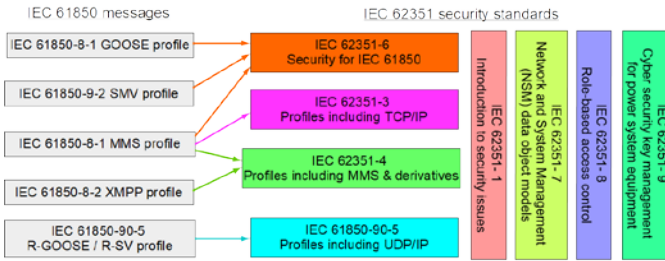 IEC 61850 messages
IEC 62351 security standards
IEC 61850-8-1 GOOSE profile
IEC 61850-9-2 SMV profile
IEC 61850-8-1 MMS profile
IEC 61850-8-2 XMPP profile
IEC 61850-90-5
R-GOOSE / R-SV profile
IEC 62351-6
Security for IEC 61850
IEC 62351-3
Profiles including TCP/IP
IEC 62351-4
Profiles including MMS & derivatives
IEC 61850-90-5
Profiles including UDP/IP
IEC 62351- 1
Introduction to security issues
IEC 62351- 7
Network and System Management
(NSM) data object models
IEC 62351- 8
Role-based access control
IEC 62351- 9
Cyber security key management
for power system equipment